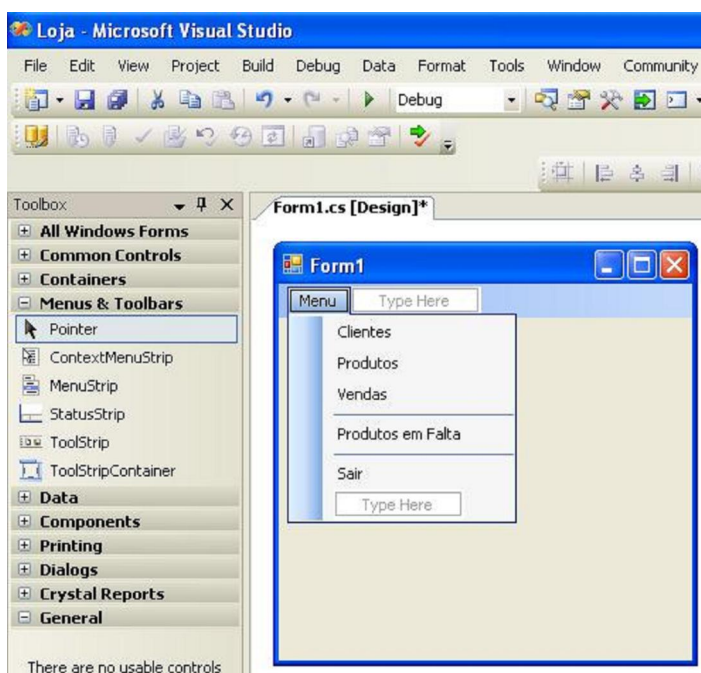 Loja - Microsoft Visual Studio
File Edit View Project Build Debug Data Format Tools Window Community
Debug
Toolbox
All Windows Forms
Common Controls
Containers
Menus & Toolbars
Pointer
ContextMenuStrip
MenuStrip
StatusStrip
ToolStrip
ToolStripContainer
Data
Components
Printing
Dialogs
Crystal Reports
General
There are no usable controls
Form1.cs [Design]*
Form1
Menu Type Here
Clientes
Produtos
Vendas
Produtos em Falta
Sair
Type Here